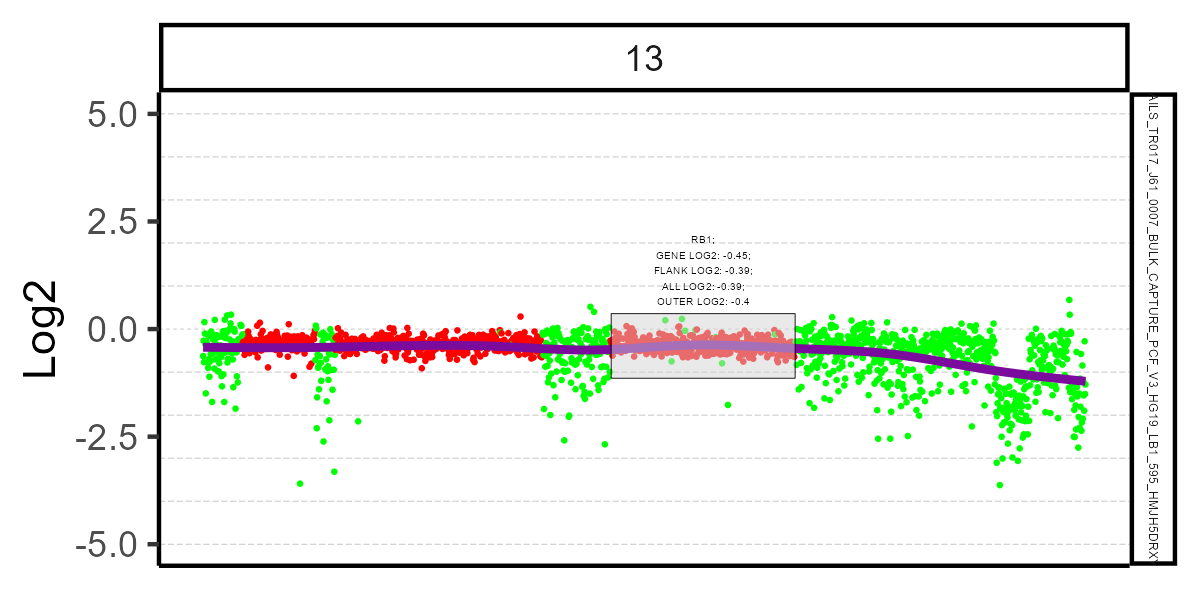 13
5.0
2.5
0.0
-2.5
-5.0
Log2
RB1;
GENE LOG2: -0.45;
FLANK LOG2: -0.39;
ALL LOG2: -0.39;
OUTER LOG2: -0.4
AILS_TR017_J61_0007_BULK_CAPTURE_PCF_V3_HG19_LB1_595_HMJH5DRX